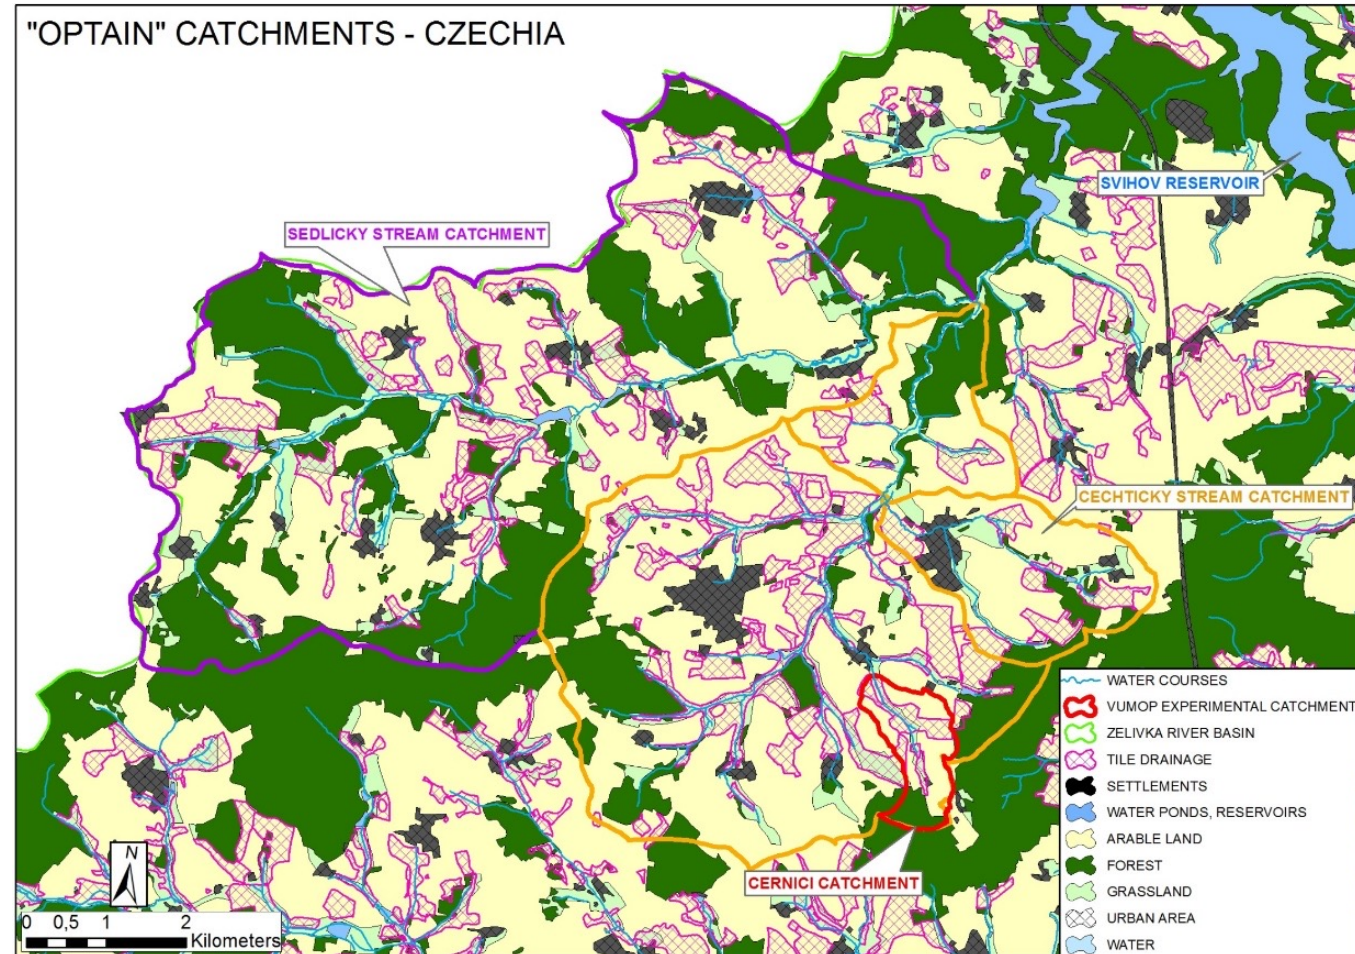 "OPTAIN" CATCHMENTS - CZECHIA
SVIHOV RESERVOIR
SEDLICKY STREAM CATCHMENT
CECHTICKY STREAM CATCHMENT
CERNICI CATCHMENT
WATER COURSES
VUMOP EXPERIMENTAL CATCHMENT
ZELIVKA RIVER BASIN
TILE DRAINAGE
SETTLEMENTS
WATER PONDS, RESERVOIRS
ARABLE LAND
FOREST
GRASSLAND
URBAN AREA
WATER
N
0 0,5 1 2
Kilometers